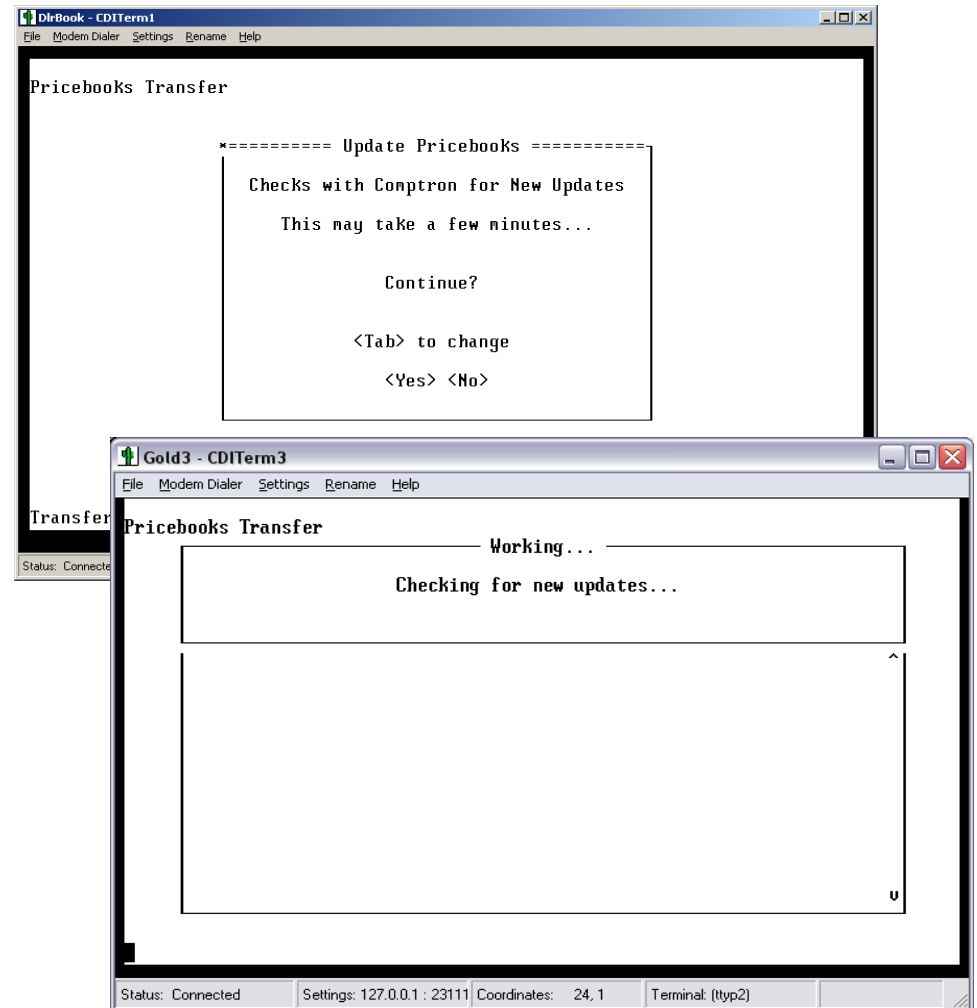 DlrBook - CDITerm1
File Modem Dialer Settings Rename Help
Pricebooks Transfer
*========== Update Pricebooks ===========
Checks with Comptron for New Updates
This may take a few minutes...
Continue?
<Tab> to change
<Yes> <No>
Transfer
Status: Connecte
Gold3 - CDITerm3
File Modem Dialer Settings Rename Help
Pricebooks Transfer
Working...
Checking for new updates...
^
v
Status: Connected Settings: 127.0.0.1 : 23111 Coordinates: 24, 1 Terminal: (ttyp2)